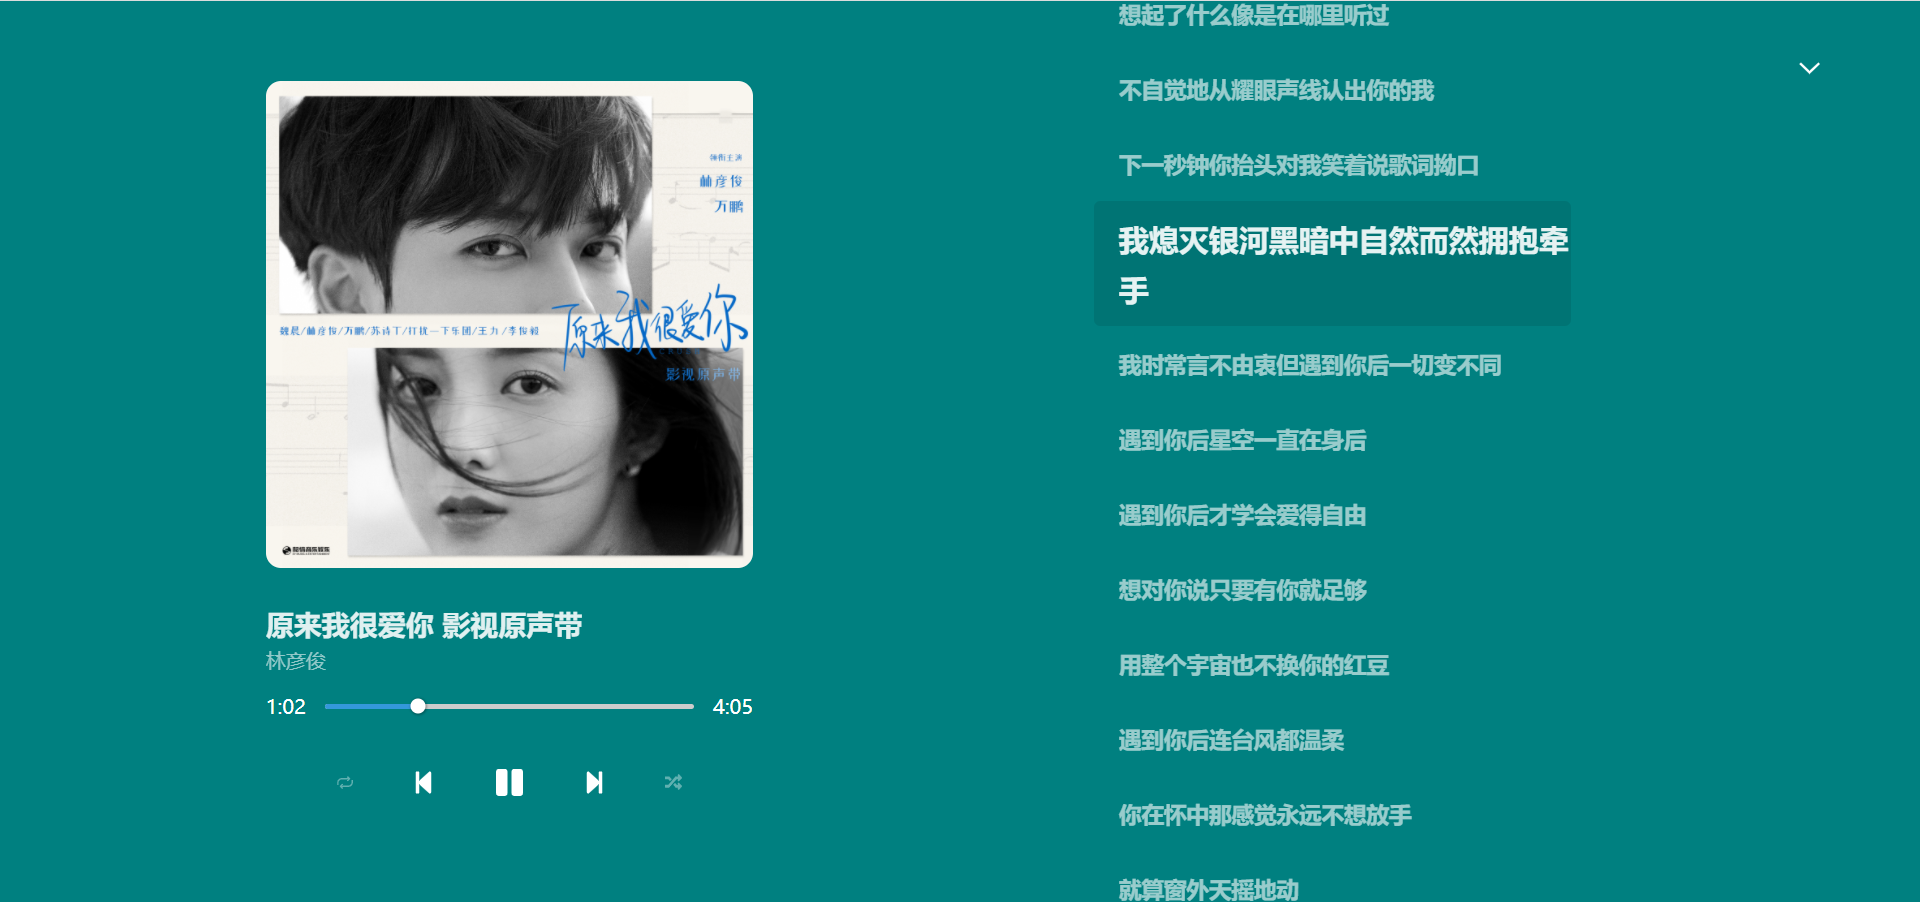 领衔主演
林彦俊
万鹏
原来我很爱你
魏晨/林彦俊/万鹏/苏诗丁/打扰一下乐团/王力/李俊毅
影视原声带
原来我很爱你 影视原声带
林彦俊
1:02
4:05
想起了什么像是在哪里听过
不自觉地从耀眼声线认出你的我
下一秒钟你抬头对我笑着说歌词拗口
我熄灭银河黑暗中自然而然拥抱牵
手
我时常言不由衷但遇到你后一切变不同
遇到你后星空一直在身后
遇到你后才学会爱得自由
想对你说只要有你就足够
用整个宇宙也不换你的红豆
遇到你后连台风都温柔
你在怀中那感觉永远不想放手
就算窗外天摇地动